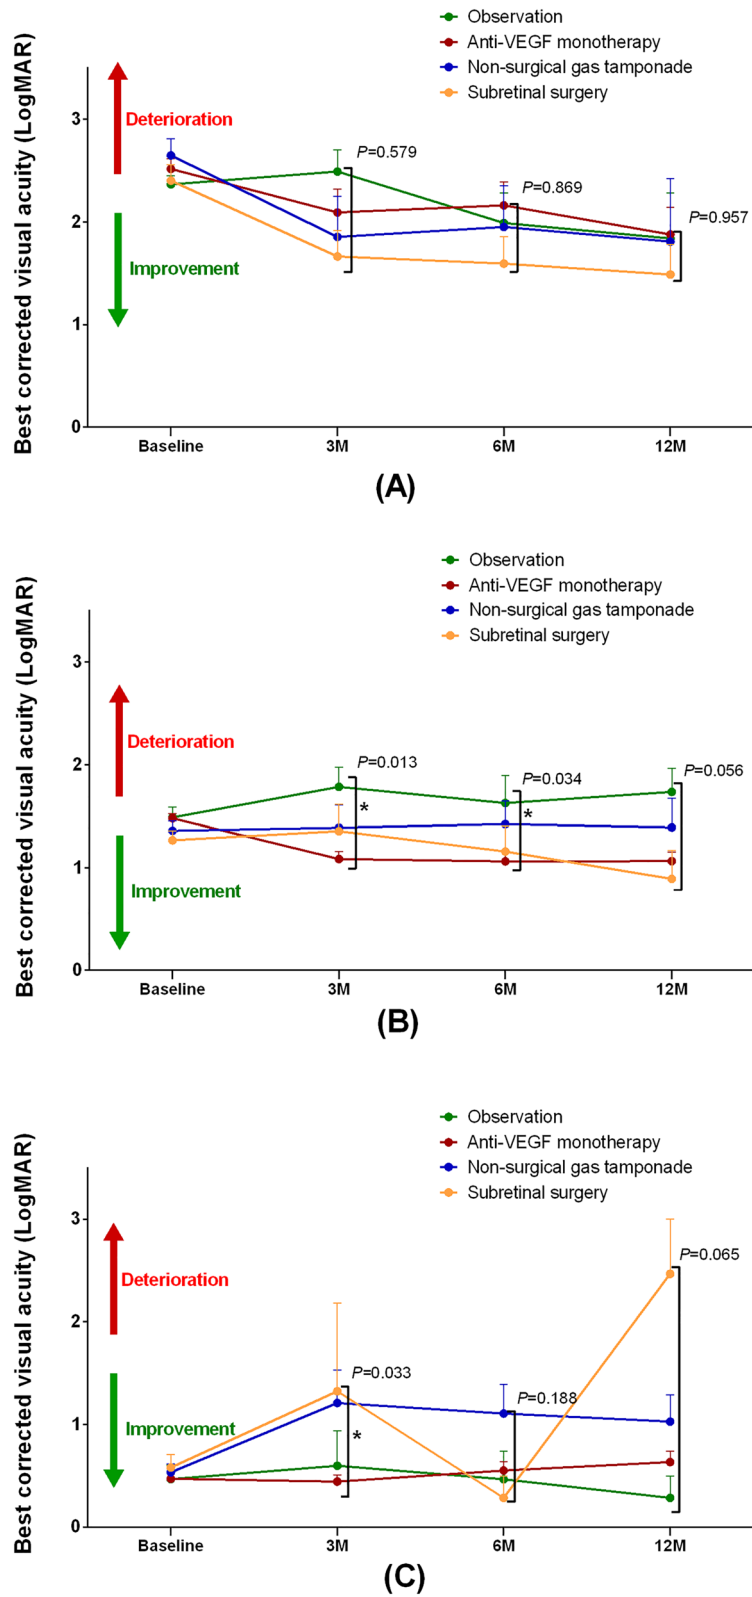 Observation
Anti-VEGF monotherapy
Non-surgical gas tamponade
Subretinal surgery
Best corrected visual acuity (LogMAR)
3
2
1
0
Deterioration
Improvement
P=0.579
P=0.869
P=0.957
Baseline
3M
6M
12M
(A)
Observation
Anti-VEGF monotherapy
Non-surgical gas tamponade
Subretinal surgery
Best corrected visual acuity (LogMAR)
3
2
1
0
Deterioration
Improvement
P=0.013
*
P=0.034
*
P=0.056
Baseline
3M
6M
12M
(B)
Observation
Anti-VEGF monotherapy
Non-surgical gas tamponade
Subretinal surgery
Best corrected visual acuity (LogMAR)
3
2
1
0
Deterioration
Improvement
P=0.033
*
P=0.188
P=0.065
Baseline
3M
6M
12M
(C)